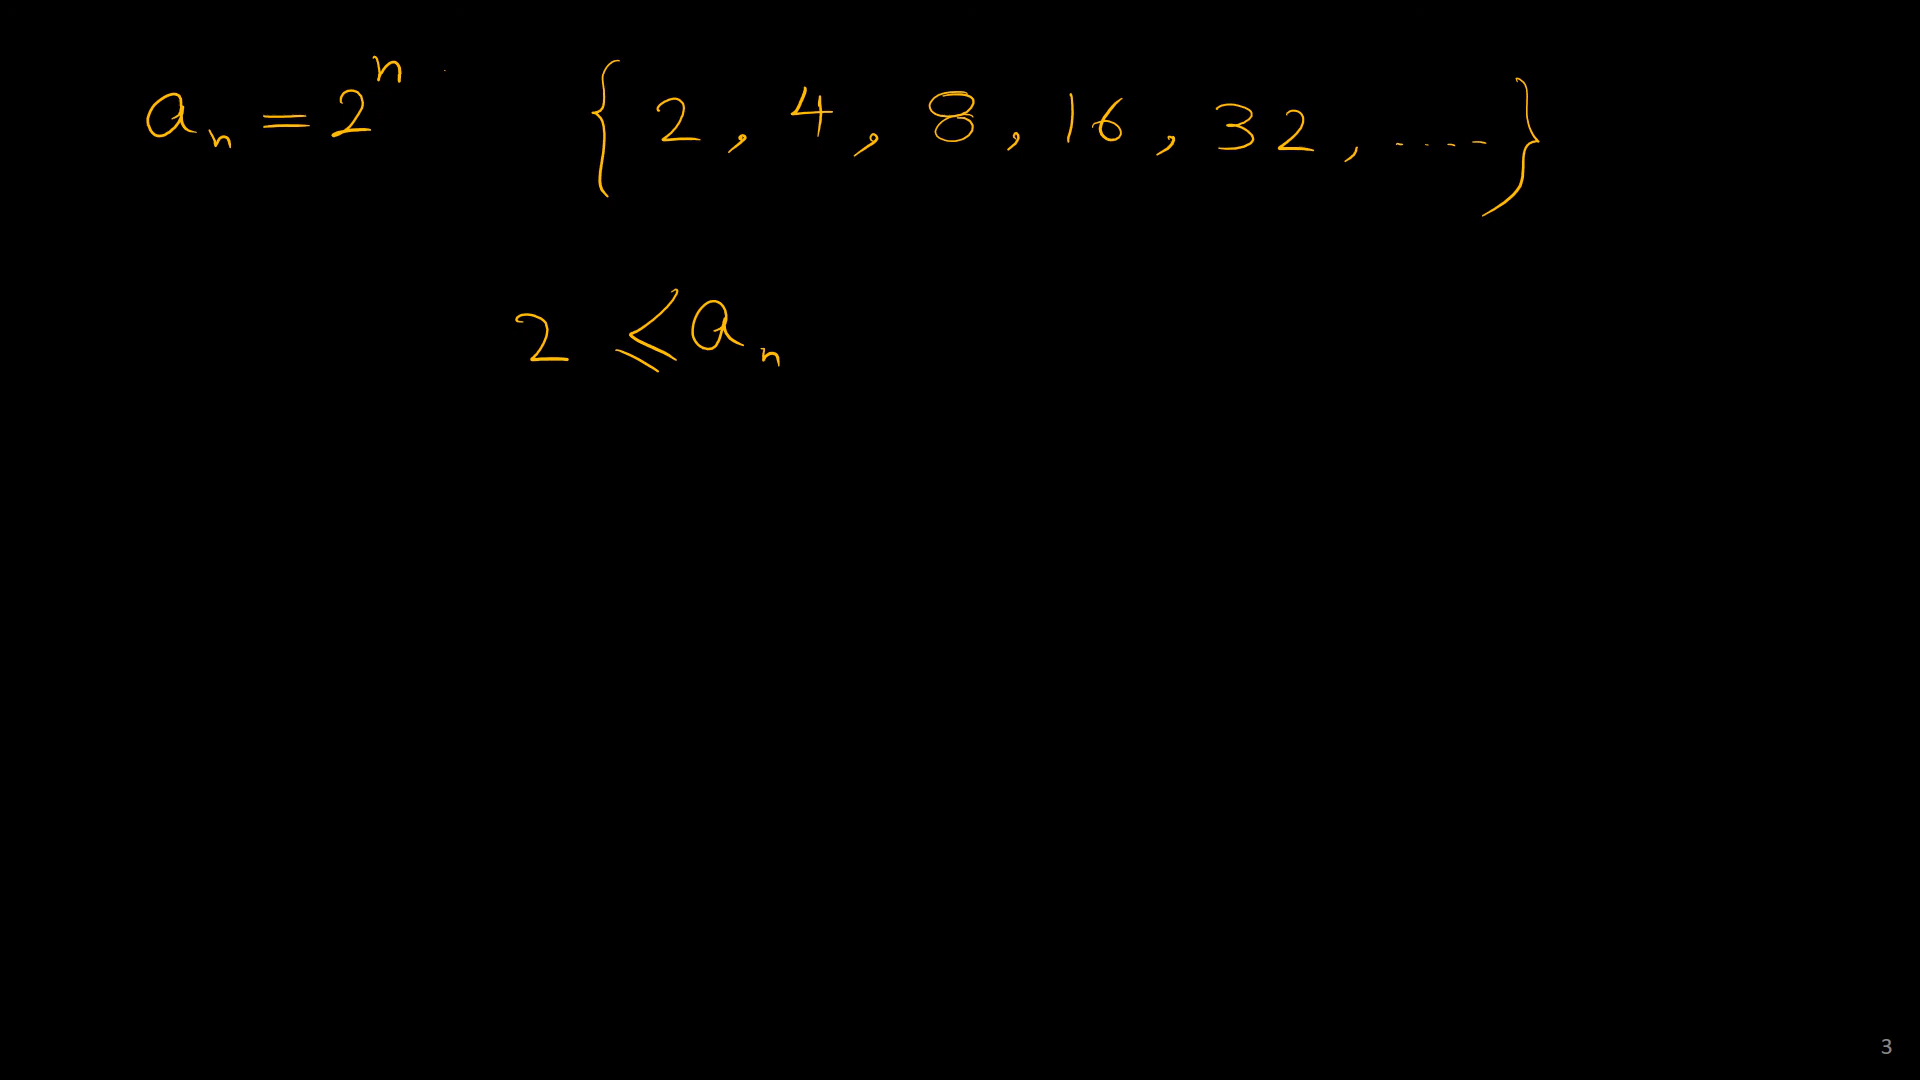 aₙ = 2ⁿ { 2 , 4 , 8 , 16 , 32 , ..... }
2 ≤ aₙ
3